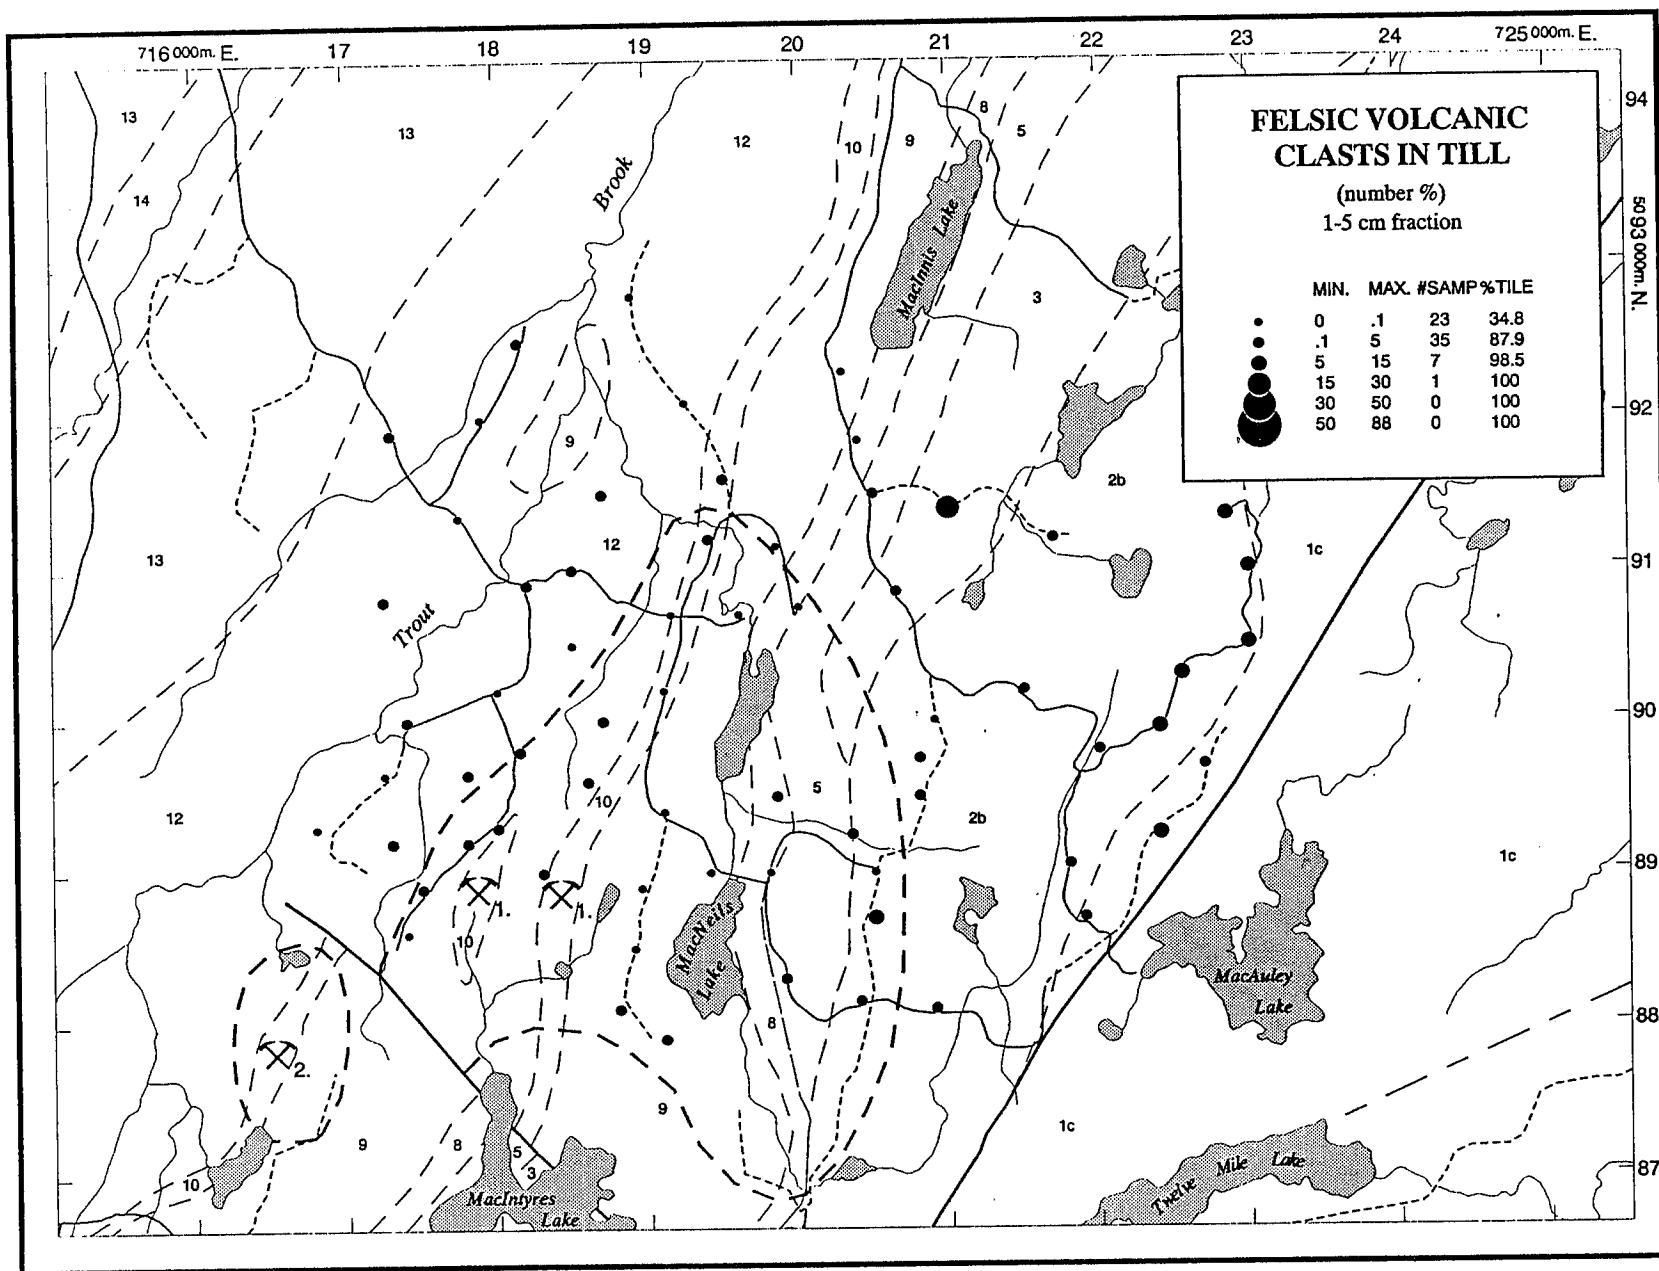 716 000m. E. 17 18 19 20 21 22 23 24 725 000m. E.
94
50 93 000m. N.
92
91
90
89
88
87
FELSIC VOLCANIC
CLASTS IN TILL
(number %)
1-5 cm fraction
MIN. MAX. #SAMP %TILE
0 .1 23 34.8
.1 5 35 87.9
5 15 7 98.5
15 30 1 100
30 50 0 100
50 88 0 100
13
14
13
12
10
9
8
5
Brook
MacInnis Lake
3
9
2b
12
13
1c
Trout
12
10
5
2b
1c
1.
1.
10
MacNeils
Lake
MacAuley
Lake
8
2.
9
1c
9
8
5
3
10
MacIntyres
Lake
Twelve Mile Lake